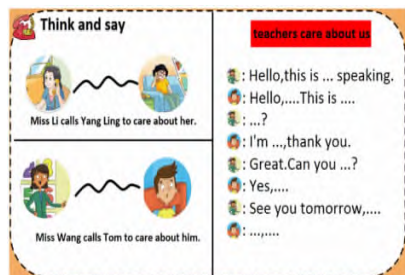 Think and say
Miss Li calls Yang Ling to care about her.
Miss Wang calls Tom to care about him.
teachers care about us
: Hello,this is ... speaking.
: Hello,....This is ....
: ...?
: I'm ...,thank you.
: Great.Can you ...?
: Yes,....
: See you tomorrow,....
: ...,....